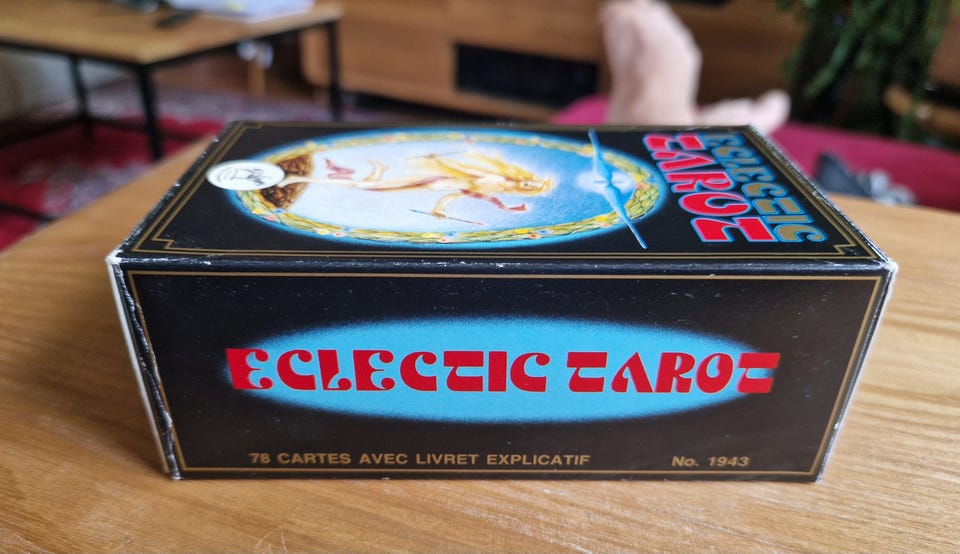 ECLECTIC
TAROT
ECLECTIC TAROT
78 CARTES AVEC LIVRET EXPLICATIF
No. 1943